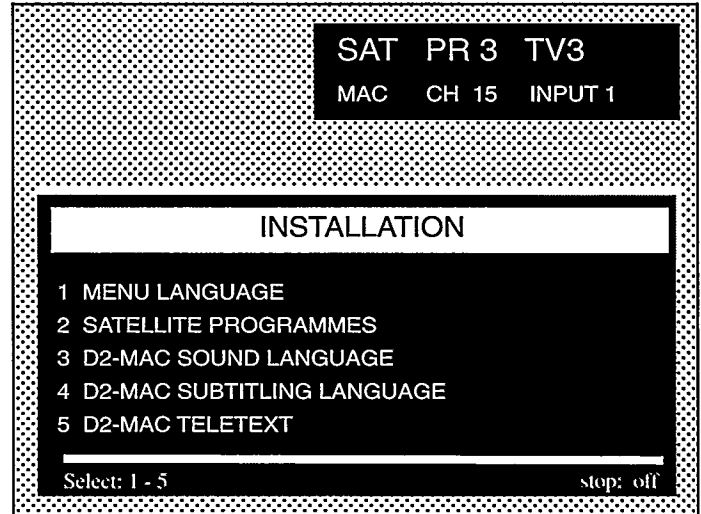 SAT PR 3 TV3
MAC CH 15 INPUT 1
INSTALLATION
1 MENU LANGUAGE
2 SATELLITE PROGRAMMES
3 D2-MAC SOUND LANGUAGE
4 D2-MAC SUBTITLING LANGUAGE
5 D2-MAC TELETEXT
Select: 1 - 5 stop: off